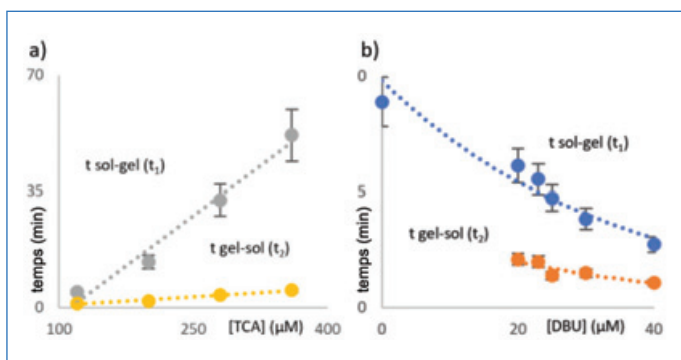 a)
70
35
0
temps (min)
t sol-gel (t₁)
t gel-sol (t₂)
100
250
[TCA] (µM)
400
b)
0
5
0
temps (min)
t sol-gel (t₁)
t gel-sol (t₂)
0
20
[DBU] (µM)
40